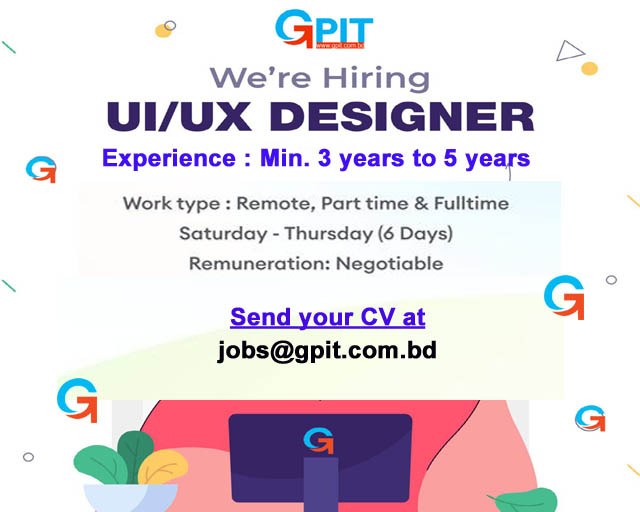 GPIT
www.gpit.com.bd
We're Hiring
UI/UX DESIGNER
Experience : Min. 3 years to 5 years
Work type : Remote, Part time & Fulltime
Saturday - Thursday (6 Days)
Remuneration: Negotiable
Send your CV at
jobs@gpit.com.bd